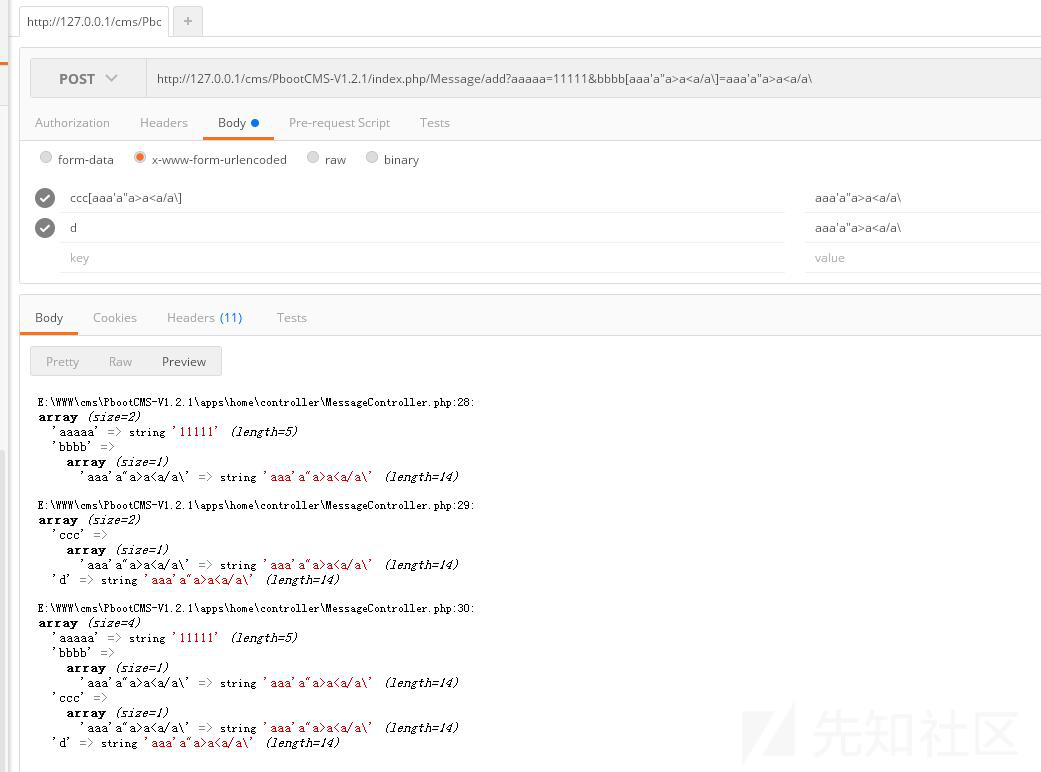 http://127.0.0.1/cms/Pbc
+
POST
http://127.0.0.1/cms/PbootCMS-V1.2.1/index.php/Message/add?aaaaa=11111&bbbb[aaa'a"a>a<a/a\]=aaa'a"a>a<a/a\
Authorization Headers Body Pre-request Script Tests
form-data x-www-form-urlencoded raw binary
ccc[aaa'a"a>a<a/a\] aaa'a"a>a<a/a\
d aaa'a"a>a<a/a\
key value
Body Cookies Headers (11) Tests
Pretty Raw Preview
E:\WWW\cms\PbootCMS-V1.2.1\apps\home\controller\MessageController.php:28:
array (size=2)
'aaaaa' => string '11111' (length=5)
'bbbb' =>
array (size=1)
'aaa'a"a>a<a/a\' => string 'aaa'a"a>a<a/a\' (length=14)
E:\WWW\cms\PbootCMS-V1.2.1\apps\home\controller\MessageController.php:29:
array (size=2)
'ccc' =>
array (size=1)
'aaa'a"a>a<a/a\' => string 'aaa'a"a>a<a/a\' (length=14)
'd' => string 'aaa'a"a>a<a/a\' (length=14)
E:\WWW\cms\PbootCMS-V1.2.1\apps\home\controller\MessageController.php:30:
array (size=4)
'aaaaa' => string '11111' (length=5)
'bbbb' =>
array (size=1)
'aaa'a"a>a<a/a\' => string 'aaa'a"a>a<a/a\' (length=14)
'ccc' =>
array (size=1)
'aaa'a"a>a<a/a\' => string 'aaa'a"a>a<a/a\' (length=14)
'd' => string 'aaa'a"a>a<a/a\' (length=14)
先知社区